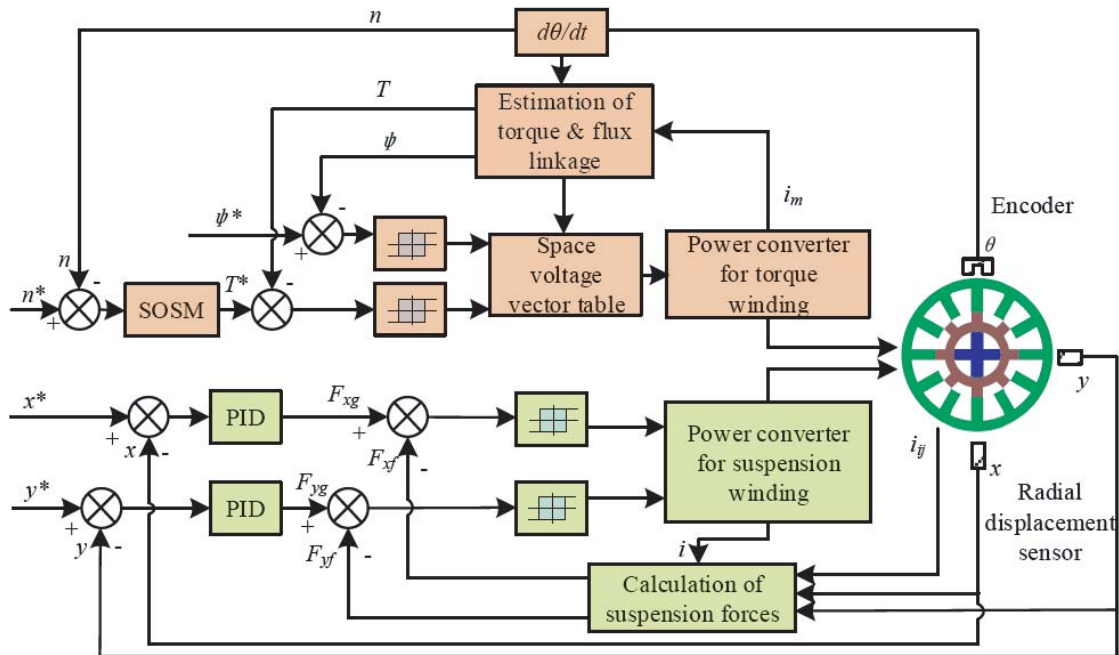 n
dθ/dt
T
Estimation of
torque & flux
linkage
ψ
-
i_m
Encoder
θ
ψ*
+
Space
voltage
vector table
Power converter
for torque
winding
n
-
n*
+
SOSM
T*
-
y
x*
+
x
-
PID
F_xg
+
F_xf
-
Power converter
for suspension
winding
i_ij
x
y*
+
y
-
PID
F_yg
+
F_yf
-
Radial
displacement
sensor
i
Calculation of
suspension forces